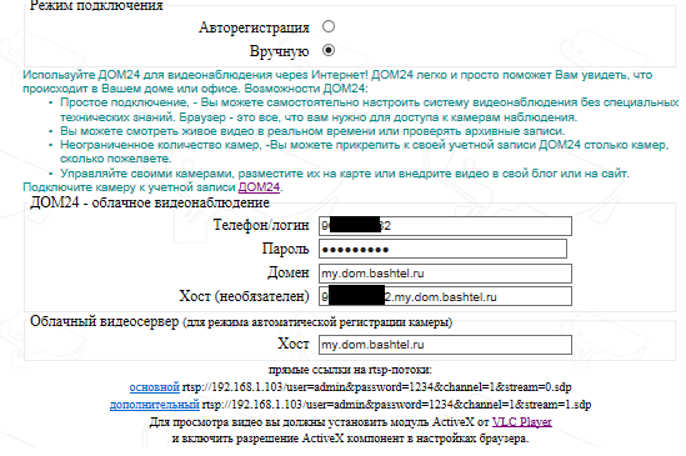 Режим подключения
Авторегистрация
Вручную
Используйте ДОМ24 для видеонаблюдения через Интернет! ДОМ24 легко и просто поможет Вам увидеть, что
происходит в Вашем доме или офисе. Возможности ДОМ24:
• Простое подключение, - Вы можете самостоятельно настроить систему видеонаблюдения без специальных
технических знаний. Браузер - это все, что вам нужно для доступа к камерам наблюдения.
• Вы можете смотреть живое видео в реальном времени или проверять архивные записи.
• Неограниченное количество камер, -Вы можете прикрепить к своей учетной записи ДОМ24 столько камер,
сколько пожелаете.
• Управляйте своими камерами, разместите их на карте или внедрите видео в свой блог или на сайт.
Подключите камеру к учетной записи ДОМ24.
ДОМ24 - облачное видеонаблюдение
Телефон/логин 9 32
Пароль •••••••••
Домен my.dom.bashtel.ru
Хост (необязателен) 9 2.my.dom.bashtel.ru
Облачный видеосервер (для режима автоматической регистрации камеры)
Хост my.dom.bashtel.ru
прямые ссылки на rtsp-потоки:
основной rtsp://192.168.1.103/user=admin&password=1234&channel=1&stream=0.sdp
дополнительный rtsp://192.168.1.103/user=admin&password=1234&channel=1&stream=1.sdp
Для просмотра видео вы должны установить модуль ActiveX от VLC Player
и включить разрешение ActiveX компонент в настройках браузера.